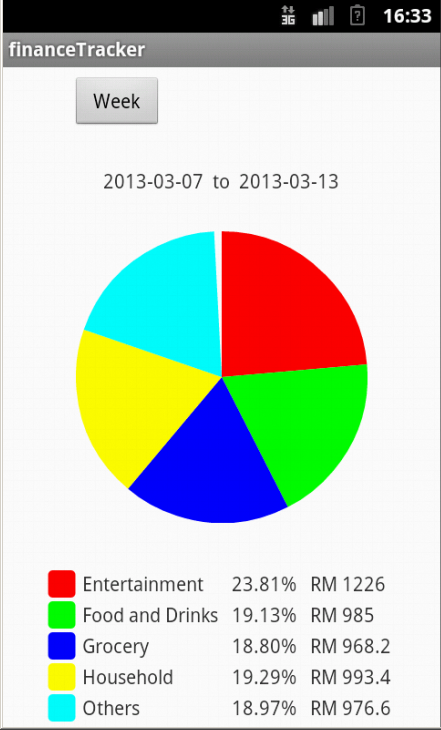 3G 16:33
financeTracker
Week
2013-03-07 to 2013-03-13
Entertainment 23.81% RM 1226
Food and Drinks 19.13% RM 985
Grocery 18.80% RM 968.2
Household 19.29% RM 993.4
Others 18.97% RM 976.6